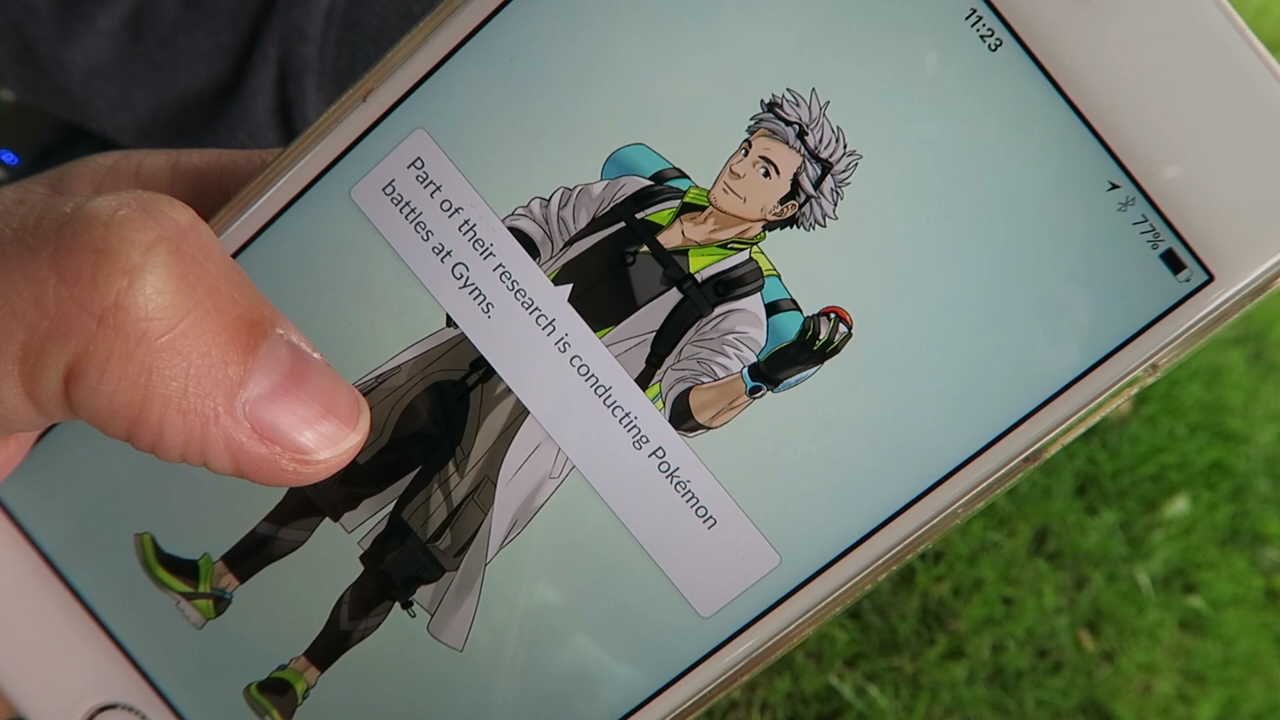 11:23
77%
Part of their research is conducting Pokémon
battles at Gyms.